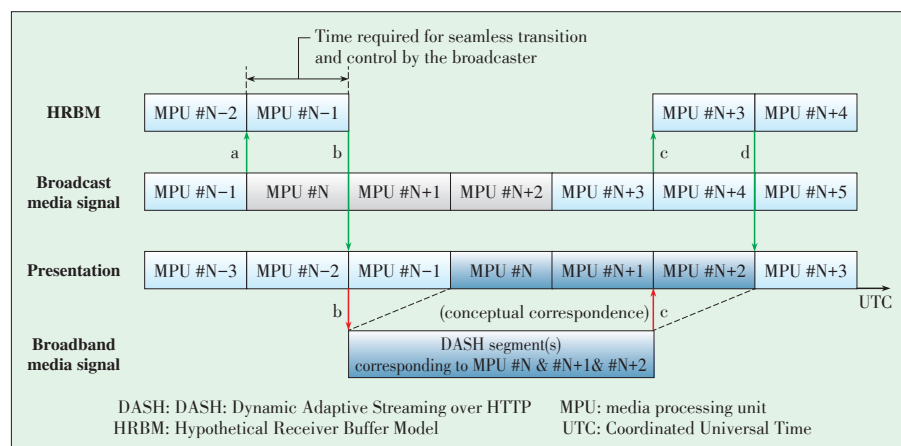 Time required for seamless transition
and control by the broadcaster
HRBM
MPU #N−2 MPU #N−1 MPU #N+3 MPU #N+4
a b c d
Broadcast
media signal
MPU #N−1 MPU #N MPU #N+1 MPU #N+2 MPU #N+3 MPU #N+4 MPU #N+5
Presentation
MPU #N−3 MPU #N−2 MPU #N−1 MPU #N MPU #N+1 MPU #N+2 MPU #N+3
UTC
b (conceptual correspondence) c
Broadband
media signal
DASH segment(s)
corresponding to MPU #N & #N+1& #N+2
DASH: DASH: Dynamic Adaptive Streaming over HTTP MPU: media processing unit
HRBM: Hypothetical Receiver Buffer Model UTC: Coordinated Universal Time